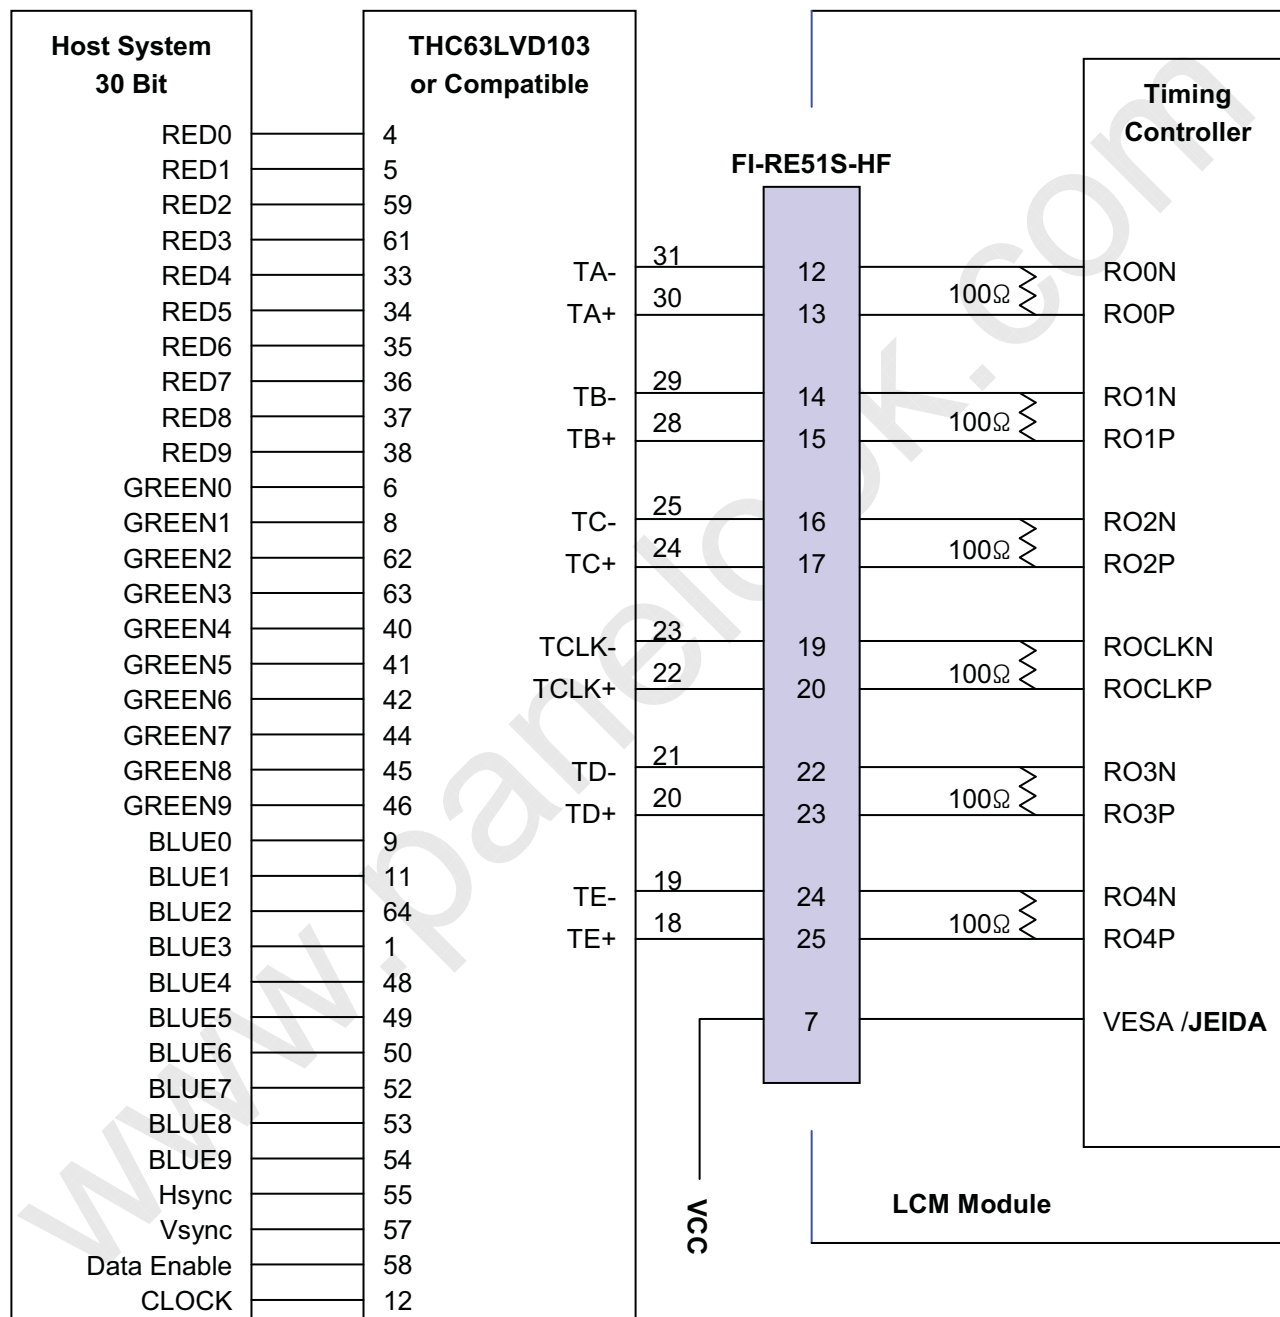 Host System
30 Bit
THC63LVD103
or Compatible
Timing
Controller
FI-RE51S-HF
RED0 4
RED1 5
RED2 59
RED3 61
RED4 33
RED5 34
RED6 35
RED7 36
RED8 37
RED9 38
GREEN0 6
GREEN1 8
GREEN2 62
GREEN3 63
GREEN4 40
GREEN5 41
GREEN6 42
GREEN7 44
GREEN8 45
GREEN9 46
BLUE0 9
BLUE1 11
BLUE2 64
BLUE3 1
BLUE4 48
BLUE5 49
BLUE6 50
BLUE7 52
BLUE8 53
BLUE9 54
Hsync 55
Vsync 57
Data Enable 58
CLOCK 12
TA- 31 12 RO0N
100Ω
TA+ 30 13 RO0P
TB- 29 14 RO1N
100Ω
TB+ 28 15 RO1P
TC- 25 16 RO2N
100Ω
TC+ 24 17 RO2P
TCLK- 23 19 ROCLKN
100Ω
TCLK+ 22 20 ROCLKP
TD- 21 22 RO3N
100Ω
TD+ 20 23 RO3P
TE- 19 24 RO4N
100Ω
TE+ 18 25 RO4P
7 VESA /JEIDA
VCC
LCM Module
www.panelook.com